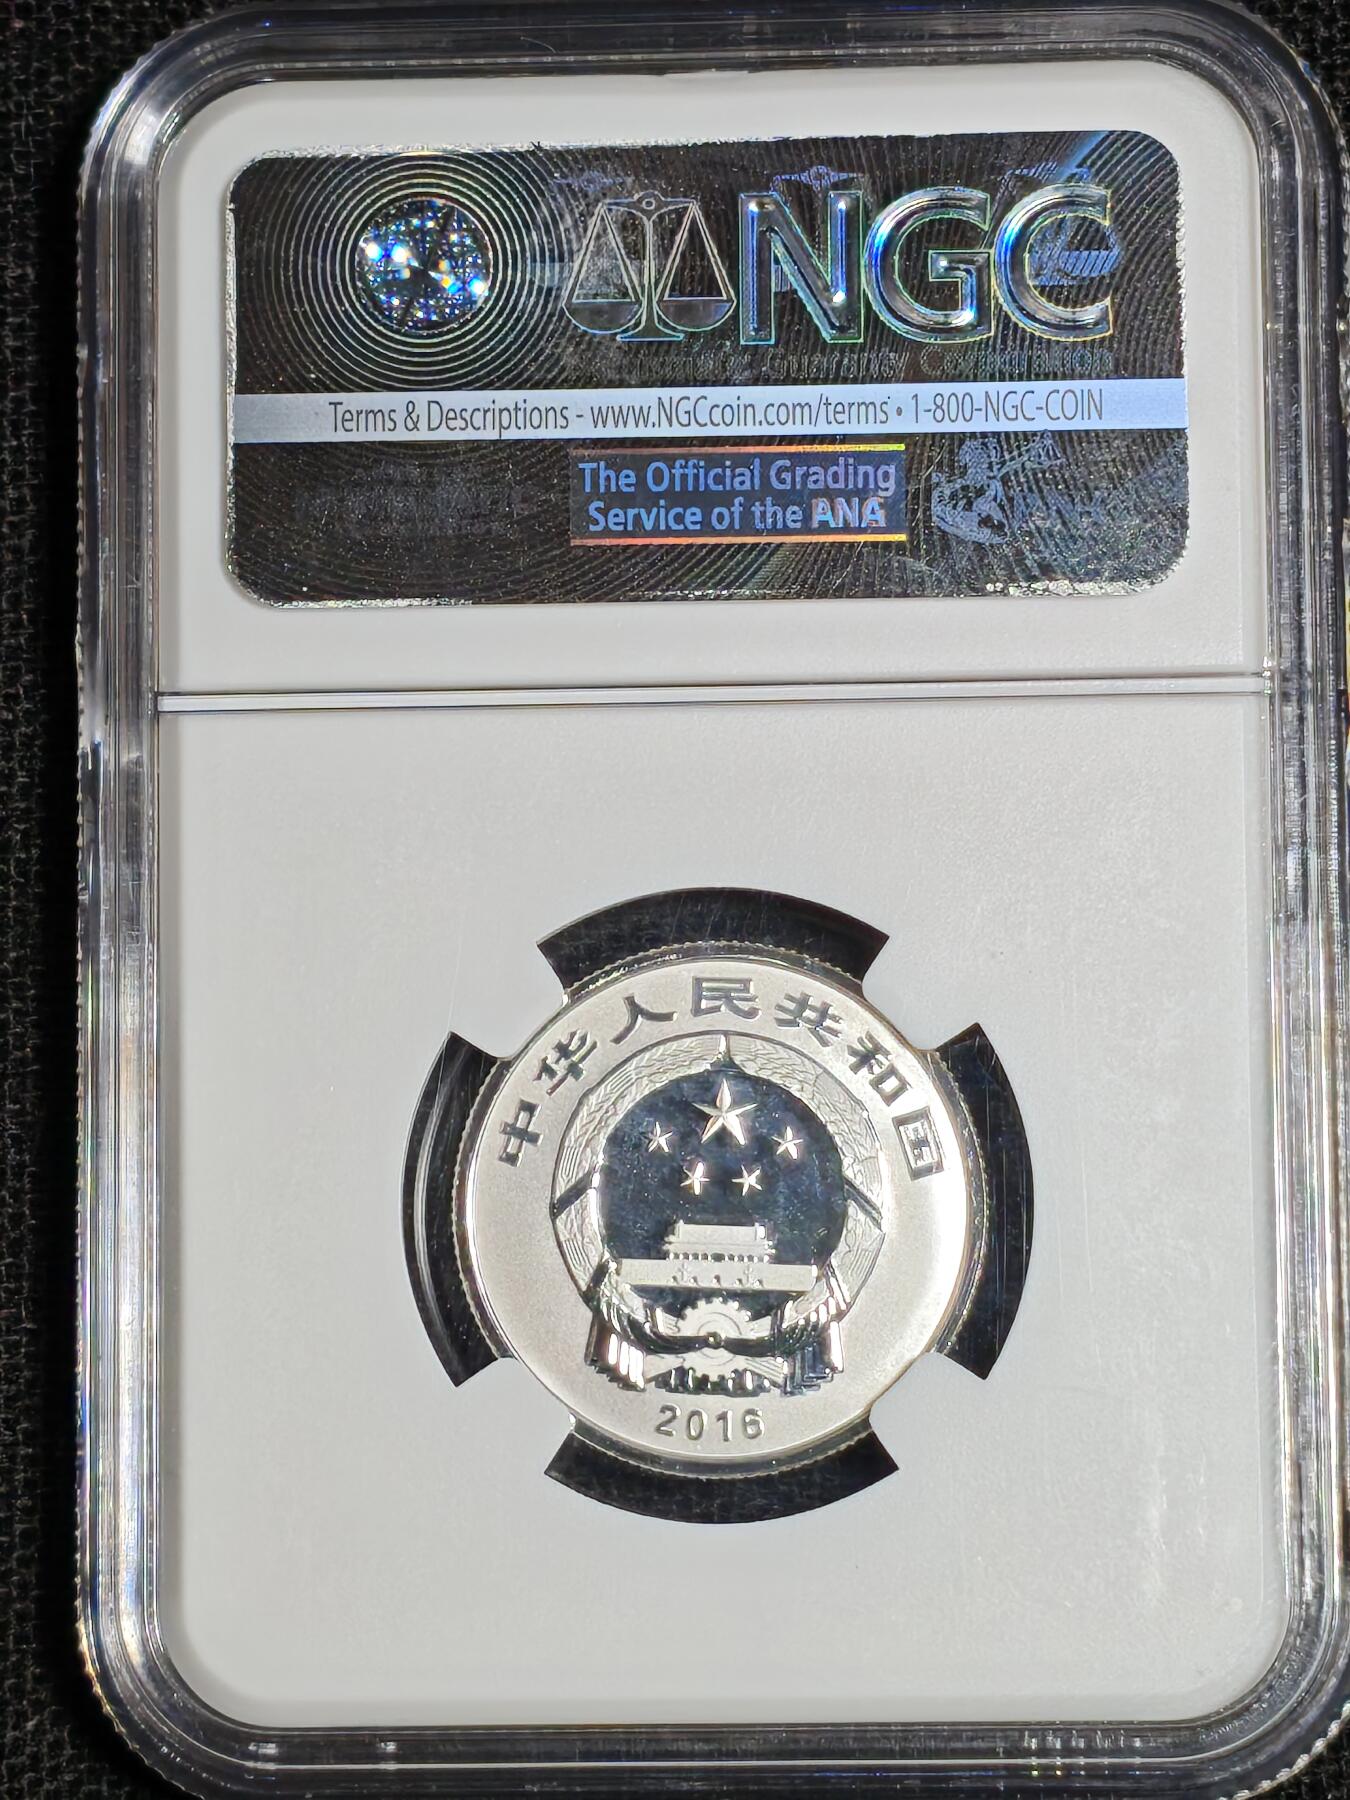 NGC
Terms & Descriptions - www.NGCcoin.com/terms • 1-800-NGC-COIN
The Official Grading
Service of the ANA
中华人民共和国
2016